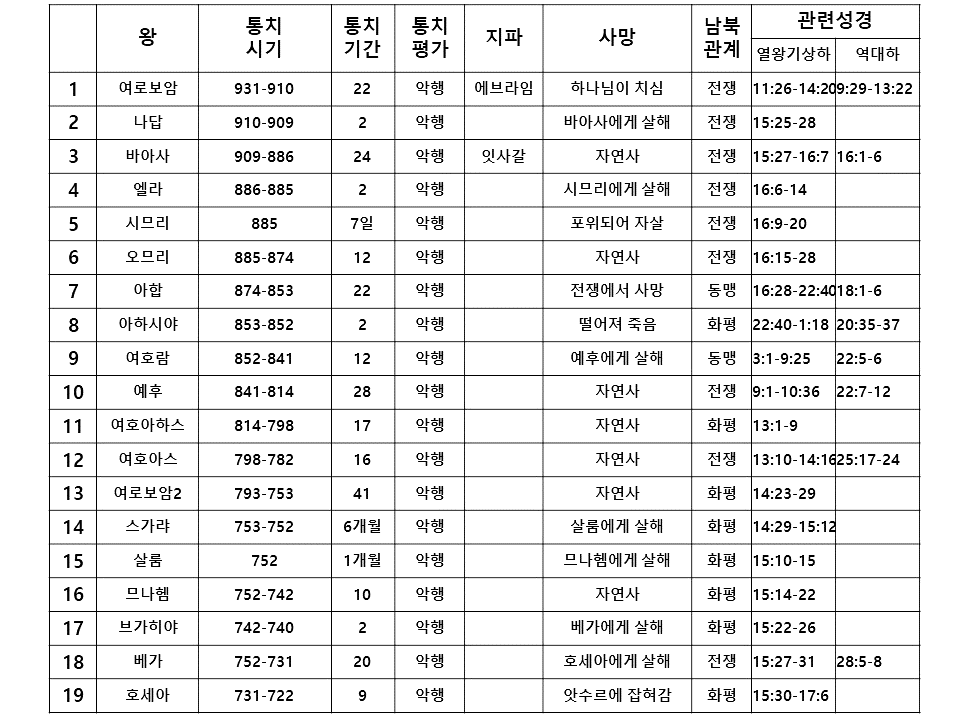 왕 통치 시기 통치 기간 통치 평가 지파 사망 남북 관계 관련성경
열왕기상하 역대하
1 여로보암 931-910 22 악행 에브라임 하나님이 치심 전쟁 11:26-14:20 9:29-13:22
2 나답 910-909 2 악행 바아사에게 살해 전쟁 15:25-28
3 바아사 909-886 24 악행 잇사갈 자연사 전쟁 15:27-16:7 16:1-6
4 엘라 886-885 2 악행 시므리에게 살해 전쟁 16:6-14
5 시므리 885 7일 악행 포위되어 자살 전쟁 16:9-20
6 오므리 885-874 12 악행 자연사 전쟁 16:15-28
7 아합 874-853 22 악행 전쟁에서 사망 동맹 16:28-22:40 18:1-6
8 아하시야 853-852 2 악행 떨어져 죽음 화평 22:40-1:18 20:35-37
9 여호람 852-841 12 악행 예후에게 살해 동맹 3:1-9:25 22:5-6
10 예후 841-814 28 악행 자연사 전쟁 9:1-10:36 22:7-12
11 여호아하스 814-798 17 악행 자연사 화평 13:1-9
12 여호아스 798-782 16 악행 자연사 전쟁 13:10-14:16 25:17-24
13 여로보암2 793-753 41 악행 자연사 화평 14:23-29
14 스가랴 753-752 6개월 악행 살룸에게 살해 화평 14:29-15:12
15 살룸 752 1개월 악행 므나헴에게 살해 화평 15:10-15
16 므나헴 752-742 10 악행 자연사 화평 15:14-22
17 브가히야 742-740 2 악행 베가에게 살해 화평 15:22-26
18 베가 752-731 20 악행 호세아에게 살해 전쟁 15:27-31 28:5-8
19 호세아 731-722 9 악행 앗수르에 잡혀감 화평 15:30-17:6